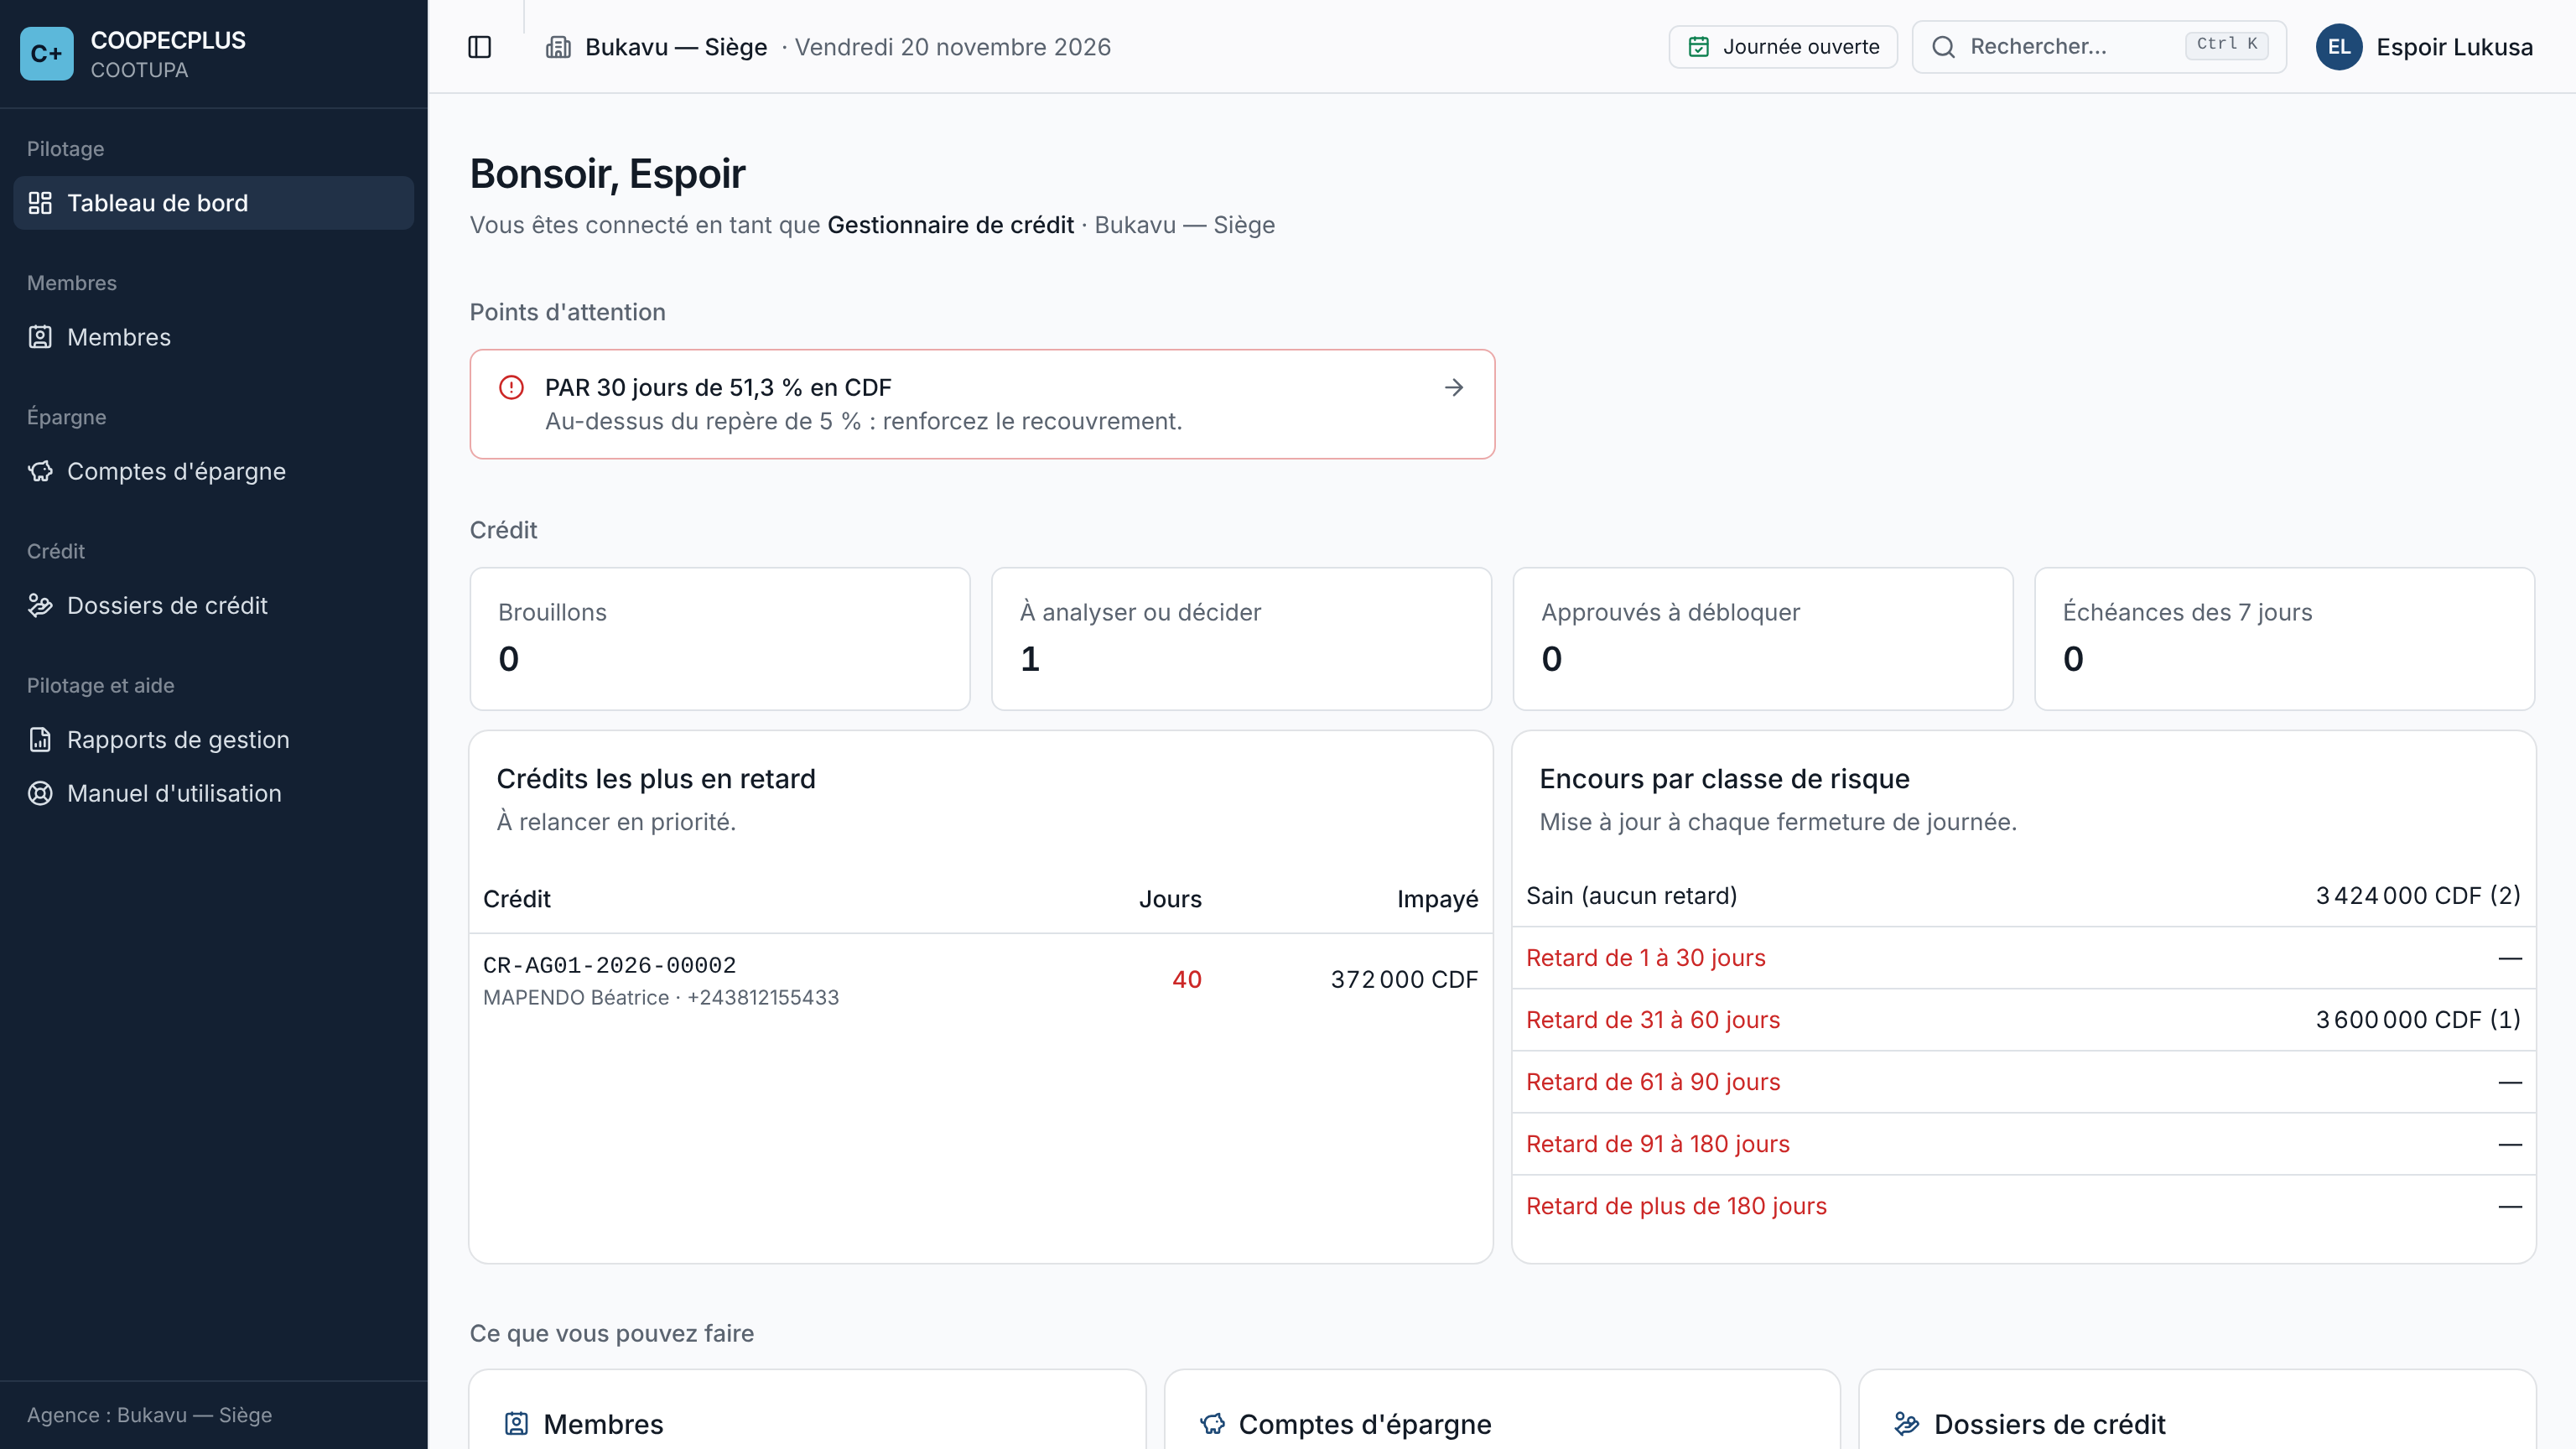 C+
COOPECPLUS
COOTUPA
Pilotage
Tableau de bord
Membres
Membres
Épargne
Comptes d'épargne
Crédit
Dossiers de crédit
Pilotage et aide
Rapports de gestion
Manuel d'utilisation
Agence : Bukavu — Siège
Bukavu — Siège · Vendredi 20 novembre 2026
Journée ouverte
Rechercher... Ctrl K
EL Espoir Lukusa
Bonsoir, Espoir
Vous êtes connecté en tant que Gestionnaire de crédit · Bukavu — Siège
Points d'attention
PAR 30 jours de 51,3 % en CDF
Au-dessus du repère de 5 % : renforcez le recouvrement.
Crédit
Brouillons
0
À analyser ou décider
1
Approuvés à débloquer
0
Échéances des 7 jours
0
Crédits les plus en retard
À relancer en priorité.
Crédit Jours Impayé
CR-AG01-2026-00002
MAPENDO Béatrice · +243812155433
40 372 000 CDF
Encours par classe de risque
Mise à jour à chaque fermeture de journée.
Sain (aucun retard) 3 424 000 CDF (2)
Retard de 1 à 30 jours —
Retard de 31 à 60 jours 3 600 000 CDF (1)
Retard de 61 à 90 jours —
Retard de 91 à 180 jours —
Retard de plus de 180 jours —
Ce que vous pouvez faire
Membres
Comptes d'épargne
Dossiers de crédit